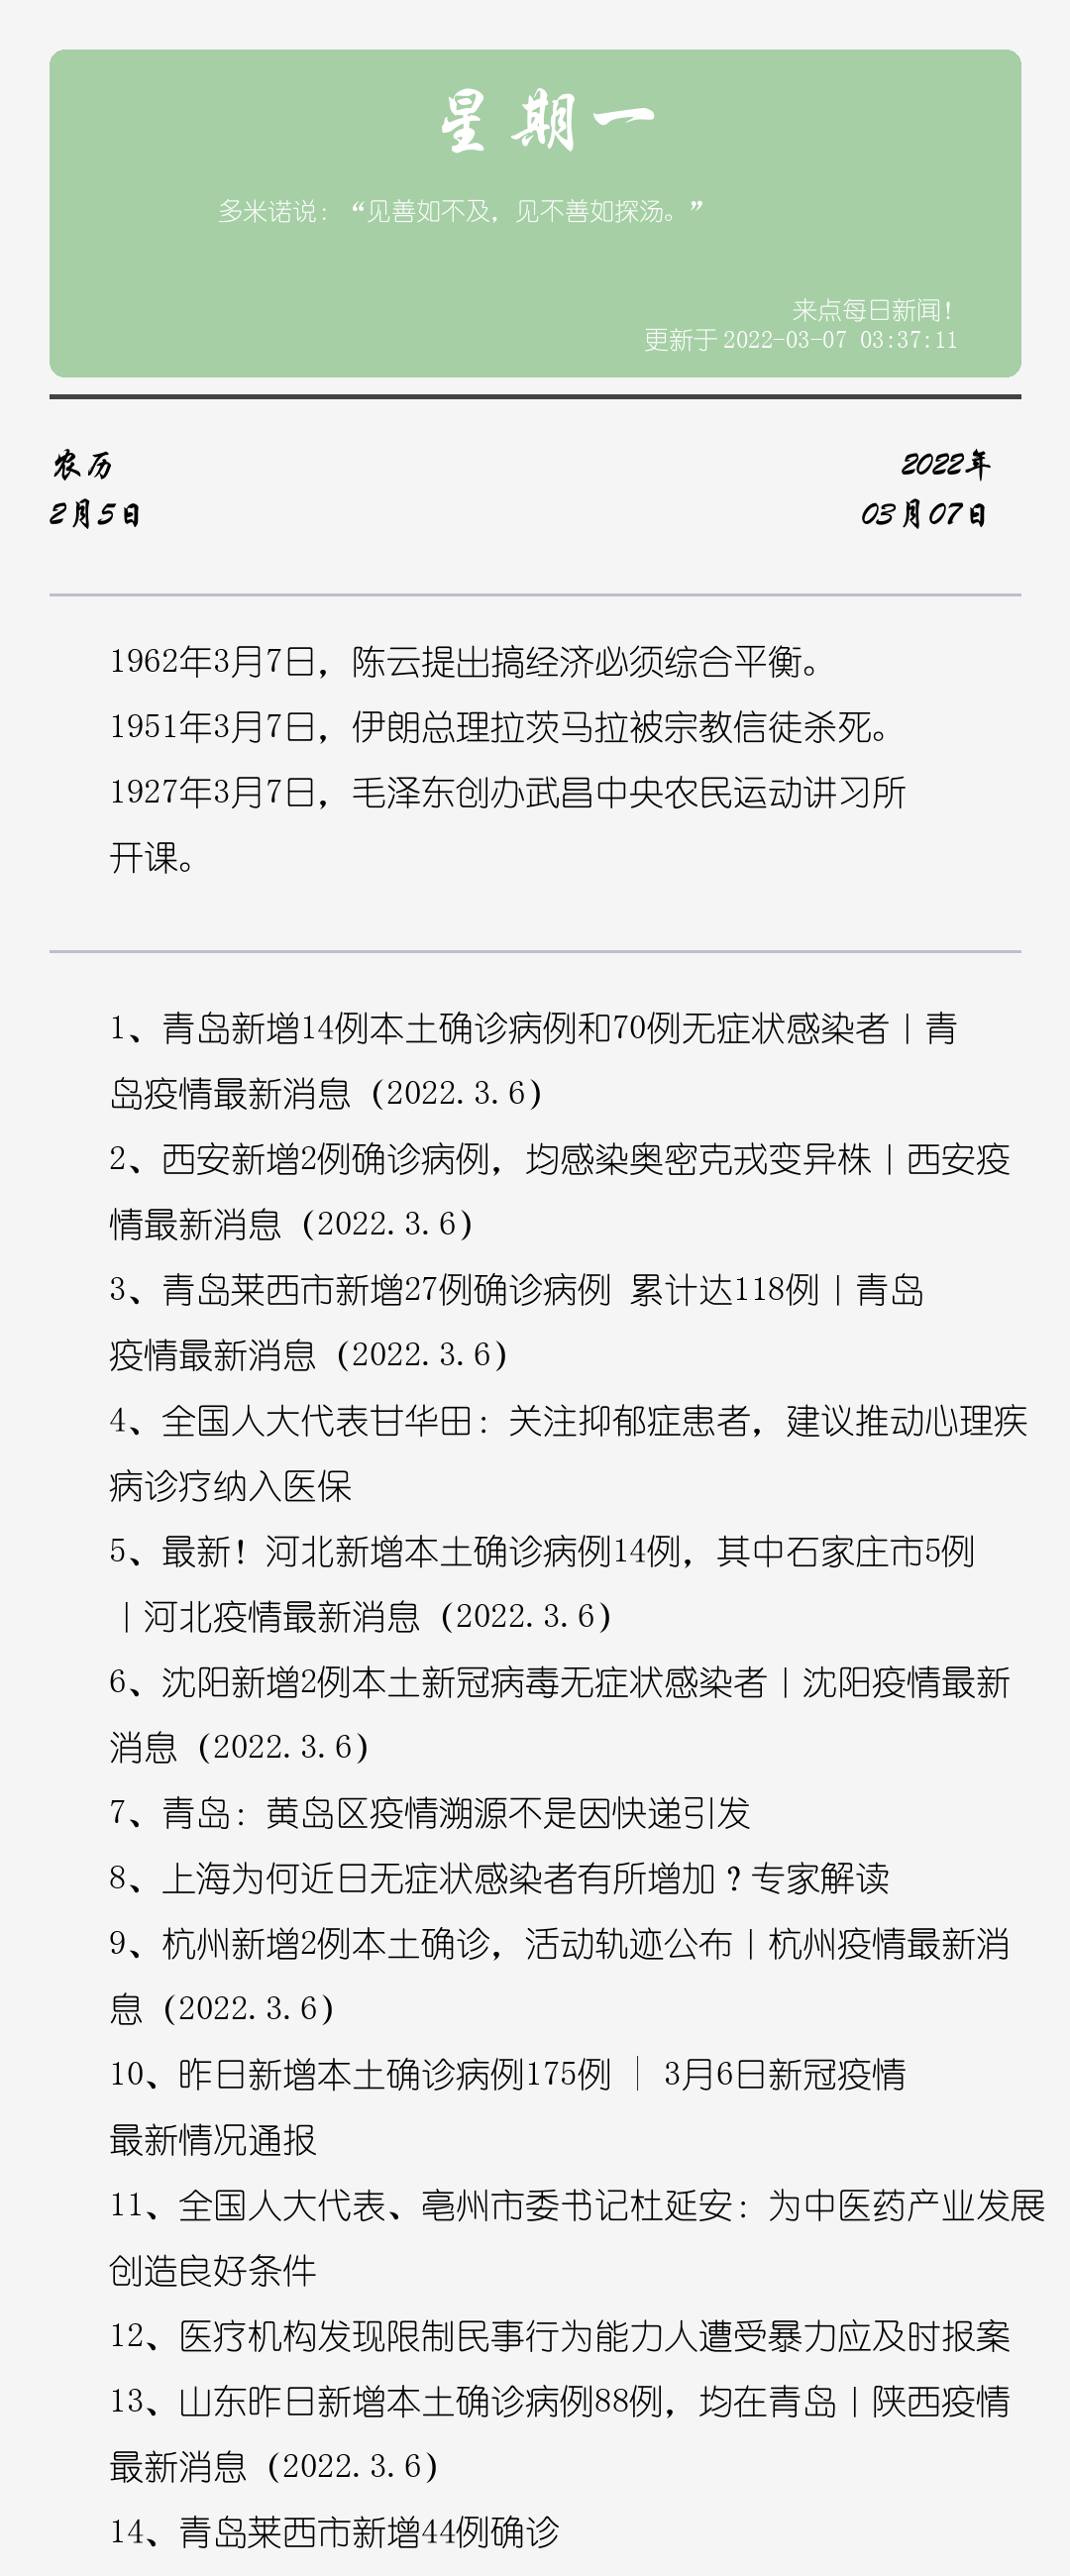 星期一
多米诺说：“见善如不及，见不善如探汤。”
来点每日新闻！
更新于 2022-03-07 03:37:11
农历
2022年
2月5日
03月07日
1962年3月7日，陈云提出搞经济必须综合平衡。
1951年3月7日，伊朗总理拉茨马拉被宗教信徒杀死。
1927年3月7日，毛泽东创办武昌中央农民运动讲习所
开课。
1、青岛新增14例本土确诊病例和70例无症状感染者丨青
岛疫情最新消息（2022.3.6）
2、西安新增2例确诊病例，均感染奥密克戎变异株丨西安疫
情最新消息（2022.3.6）
3、青岛莱西市新增27例确诊病例 累计达118例丨青岛
疫情最新消息（2022.3.6）
4、全国人大代表甘华田：关注抑郁症患者，建议推动心理疾
病诊疗纳入医保
5、最新！河北新增本土确诊病例14例，其中石家庄市5例
丨河北疫情最新消息（2022.3.6）
6、沈阳新增2例本土新冠病毒无症状感染者丨沈阳疫情最新
消息（2022.3.6）
7、青岛：黄岛区疫情溯源不是因快递引发
8、上海为何近日无症状感染者有所增加？专家解读
9、杭州新增2例本土确诊，活动轨迹公布丨杭州疫情最新消
息（2022.3.6）
10、昨日新增本土确诊病例175例 │ 3月6日新冠疫情
最新情况通报
11、全国人大代表、亳州市委书记杜延安：为中医药产业发展
创造良好条件
12、医疗机构发现限制民事行为能力人遭受暴力应及时报案
13、山东昨日新增本土确诊病例88例，均在青岛丨陕西疫情
最新消息（2022.3.6）
14、青岛莱西市新增44例确诊